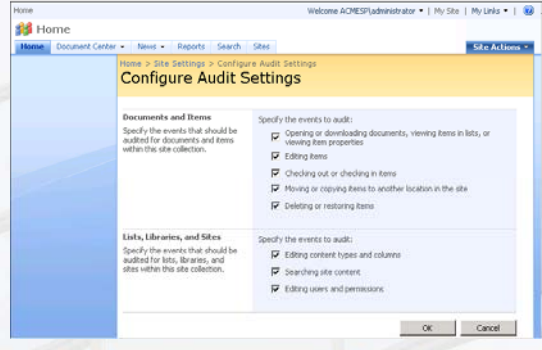 Home
Welcome ACMESP\administrator | My Site | My Links
Home
Home Document Center News Reports Search Sites Site Actions
Home > Site Settings > Configure Audit Settings
Configure Audit Settings
Documents and Items
Specify the events that should be
audited for documents and items
within this site collection.
Specify the events to audit:
Opening or downloading documents, viewing items in lists, or
viewing item properties
Editing items
Checking out or checking in items
Moving or copying items to another location in the site
Deleting or restoring items
Lists, Libraries, and Sites
Specify the events that should be
audited for lists, libraries, and
sites within this site collection.
Specify the events to audit:
Editing content types and columns
Searching site content
Editing users and permissions
OK Cancel